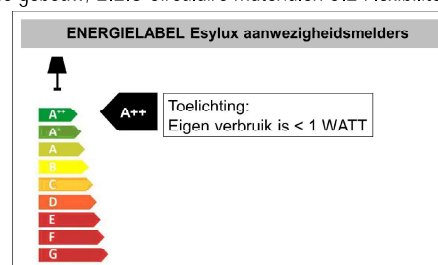 ENERGIELABEL Esylux aanwezigheidsmelders
A++
A++
Toelichting:
Eigen verbruik is < 1 WATT
A+
A
B
C
D
E
F
G